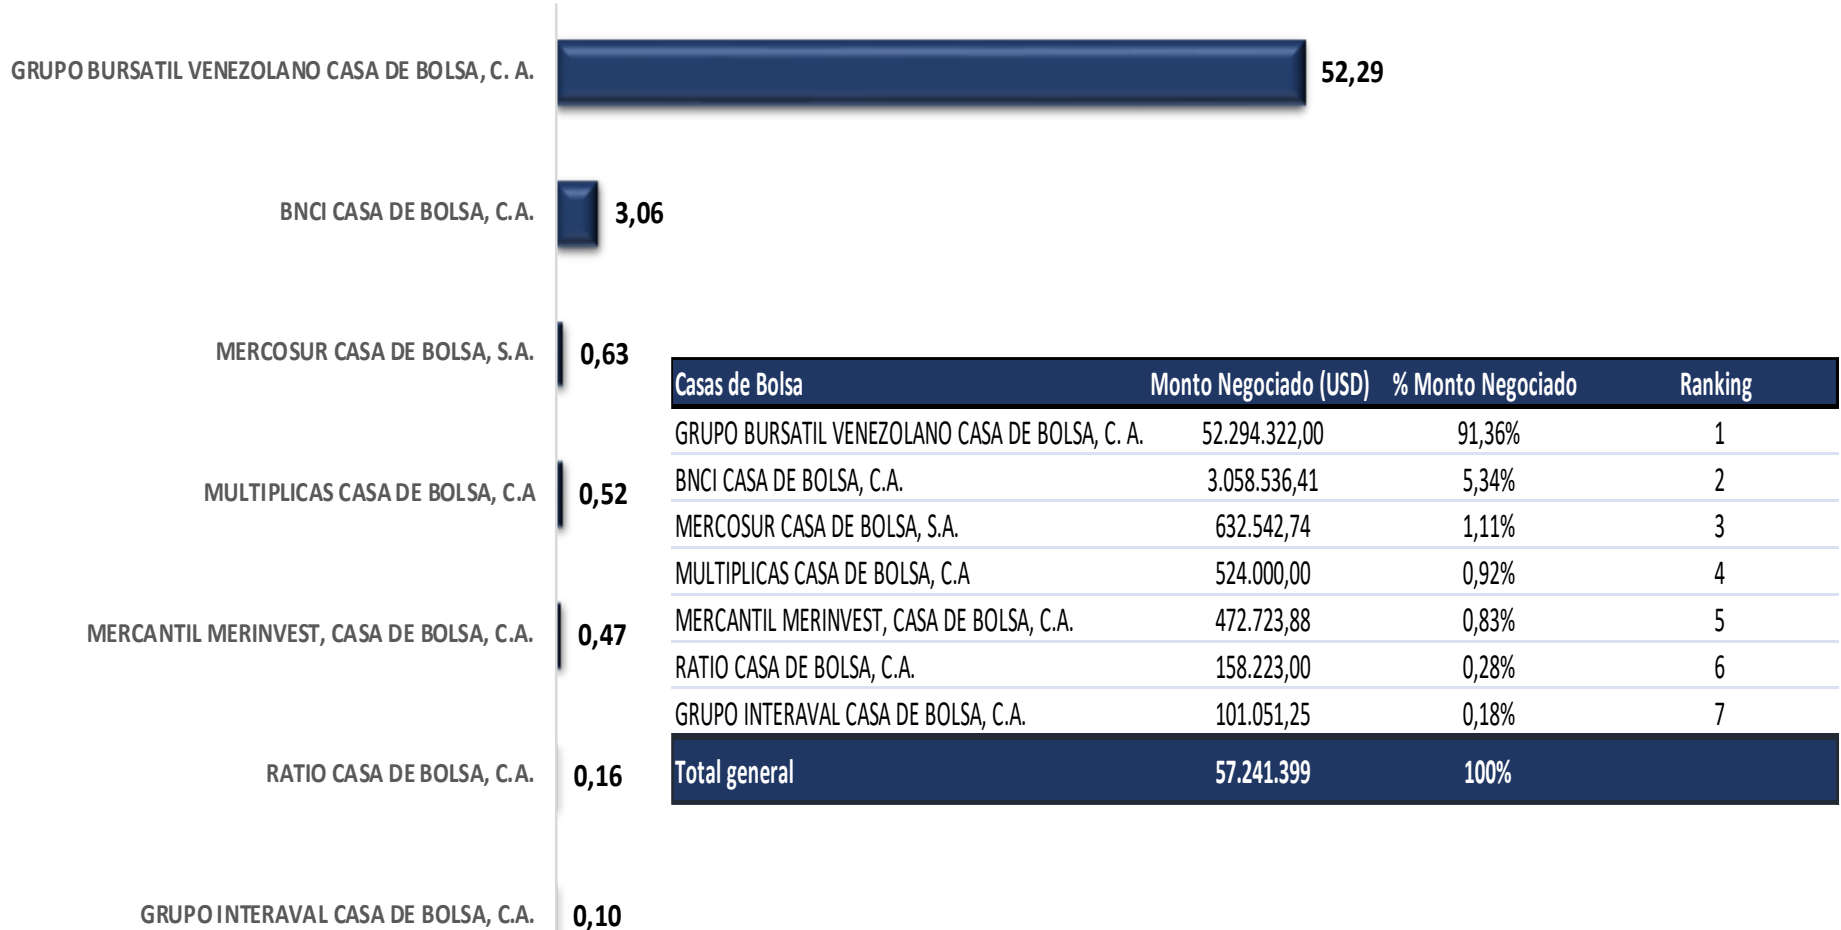 GRUPO BURSATIL VENEZOLANO CASA DE BOLSA, C. A. 52,29
BNCI CASA DE BOLSA, C.A. 3,06
MERCOSUR CASA DE BOLSA, S.A. 0,63
MULTIPLICAS CASA DE BOLSA, C.A 0,52
MERCANTIL MERINVEST, CASA DE BOLSA, C.A. 0,47
RATIO CASA DE BOLSA, C.A. 0,16
GRUPO INTERAVAL CASA DE BOLSA, C.A. 0,10
Casas de Bolsa Monto Negociado (USD) % Monto Negociado Ranking
GRUPO BURSATIL VENEZOLANO CASA DE BOLSA, C. A. 52.294.322,00 91,36% 1
BNCI CASA DE BOLSA, C.A. 3.058.536,41 5,34% 2
MERCOSUR CASA DE BOLSA, S.A. 632.542,74 1,11% 3
MULTIPLICAS CASA DE BOLSA, C.A 524.000,00 0,92% 4
MERCANTIL MERINVEST, CASA DE BOLSA, C.A. 472.723,88 0,83% 5
RATIO CASA DE BOLSA, C.A. 158.223,00 0,28% 6
GRUPO INTERAVAL CASA DE BOLSA, C.A. 101.051,25 0,18% 7
Total general 57.241.399 100%